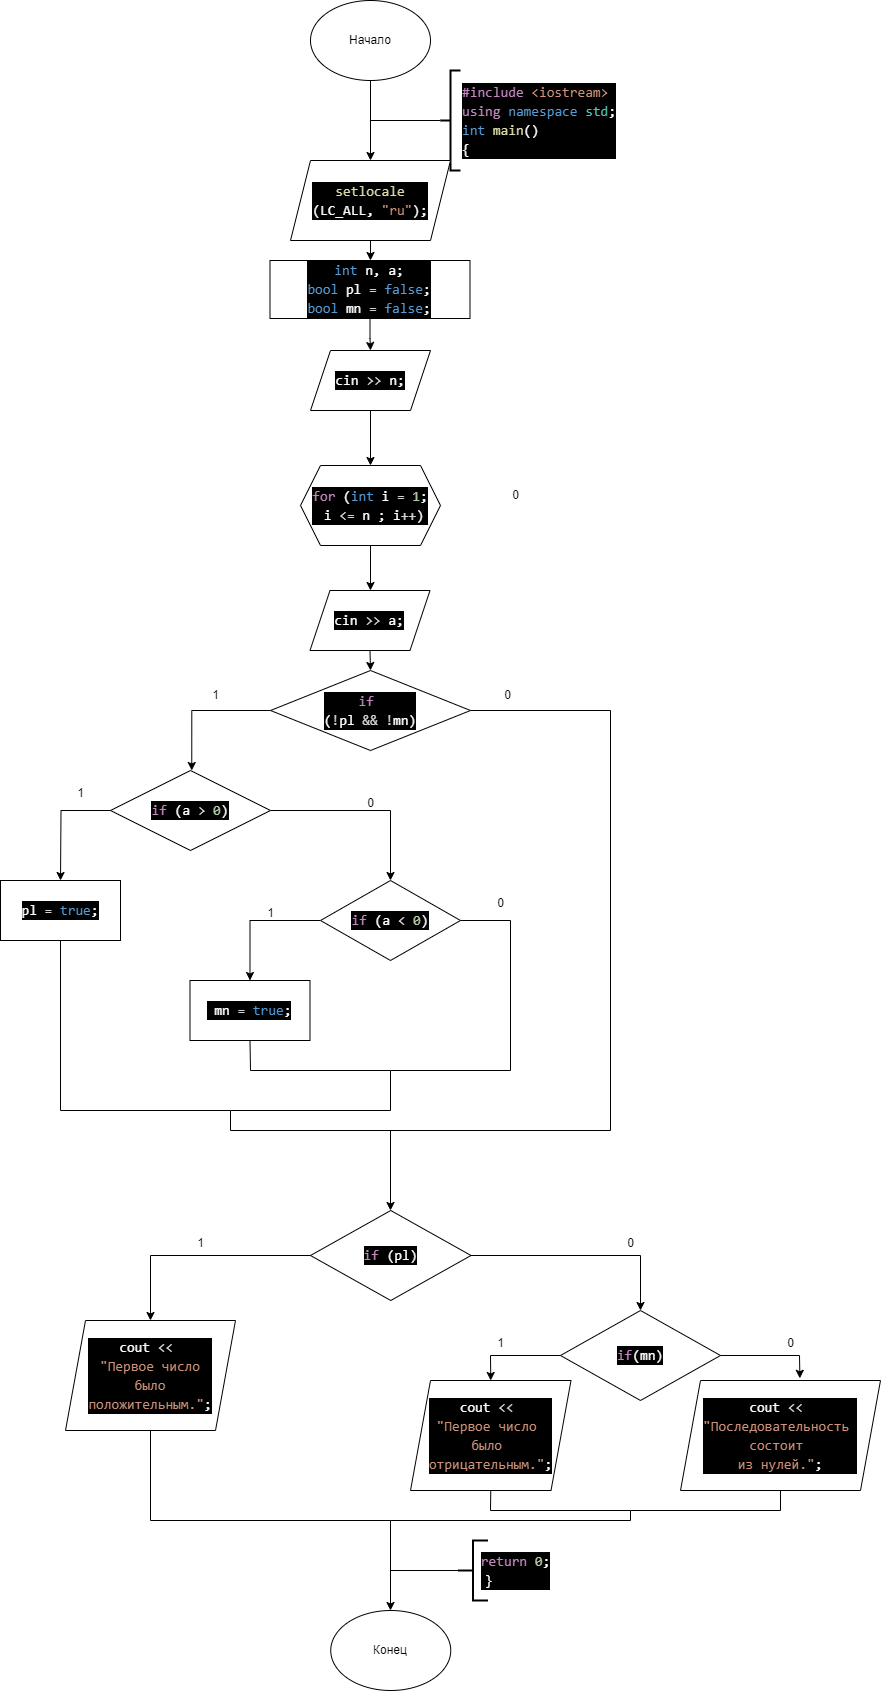 Начало
#include <iostream>
using namespace std;
int main()
{
setlocale
(LC_ALL, "ru");
int n, a;
bool pl = false;
bool mn = false;
cin >> n;
for (int i = 1;
i <= n ; i++)
0
cin >> a;
1
0
if
(!pl && !mn)
1
0
if (a > 0)
pl = true;
1
0
if (a < 0)
mn = true;
1
0
if (pl)
cout <<
"Первое число
было
положительным.";
1
0
if(mn)
cout <<
"Первое число
было
отрицательным.";
cout <<
"Последовательность
состоит
из нулей.";
return 0;
}
Конец